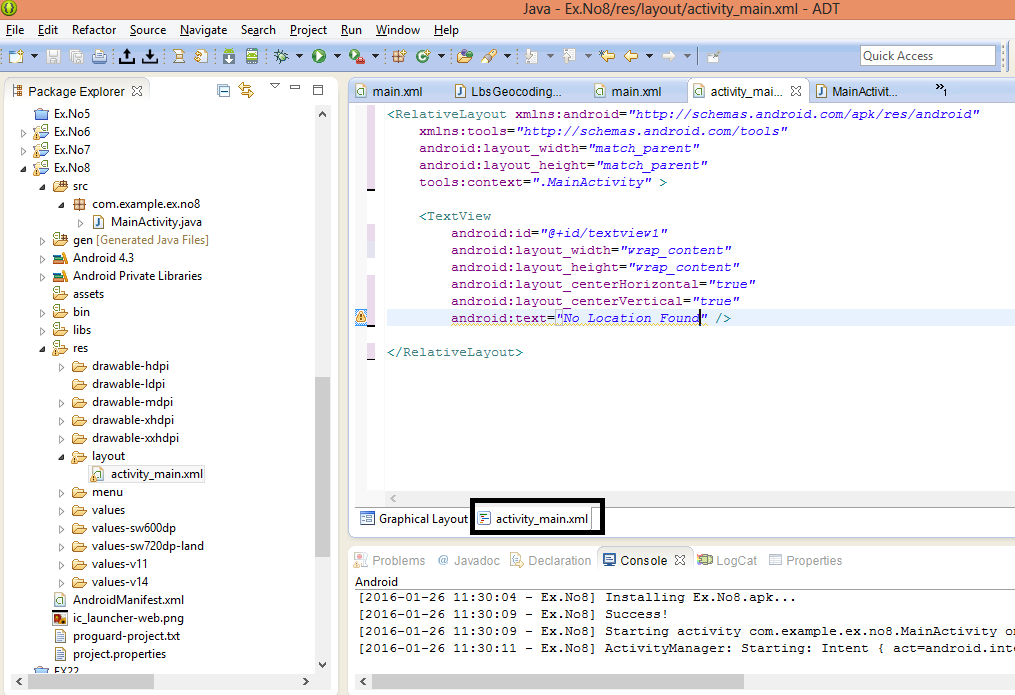 Java - Ex.No8/res/layout/activity_main.xml - ADT
File Edit Refactor Source Navigate Search Project Run Window Help
Quick Access
Package Explorer
Ex.No5
Ex.No6
Ex.No7
Ex.No8
src
com.example.ex.no8
MainActivity.java
gen [Generated Java Files]
Android 4.3
Android Private Libraries
assets
bin
libs
res
drawable-hdpi
drawable-ldpi
drawable-mdpi
drawable-xhdpi
drawable-xxhdpi
layout
activity_main.xml
menu
values
values-sw600dp
values-sw720dp-land
values-v11
values-v14
AndroidManifest.xml
ic_launcher-web.png
proguard-project.txt
project.properties
EX22
main.xml LbsGeocoding... main.xml activity_mai... MainActivit... »1
<RelativeLayout xmlns:android="http://schemas.android.com/apk/res/android"
xmlns:tools="http://schemas.android.com/tools"
android:layout_width="match_parent"
android:layout_height="match_parent"
tools:context=".MainActivity" >
<TextView
android:id="@+id/textview1"
android:layout_width="wrap_content"
android:layout_height="wrap_content"
android:layout_centerHorizontal="true"
android:layout_centerVertical="true"
android:text="No Location Found" />
</RelativeLayout>
Graphical Layout activity_main.xml
Problems @ Javadoc Declaration Console LogCat Properties
Android
[2016-01-26 11:30:04 - Ex.No8] Installing Ex.No8.apk...
[2016-01-26 11:30:09 - Ex.No8] Success!
[2016-01-26 11:30:09 - Ex.No8] Starting activity com.example.ex.no8.MainActivity on
[2016-01-26 11:30:11 - Ex.No8] ActivityManager: Starting: Intent { act=android.inte